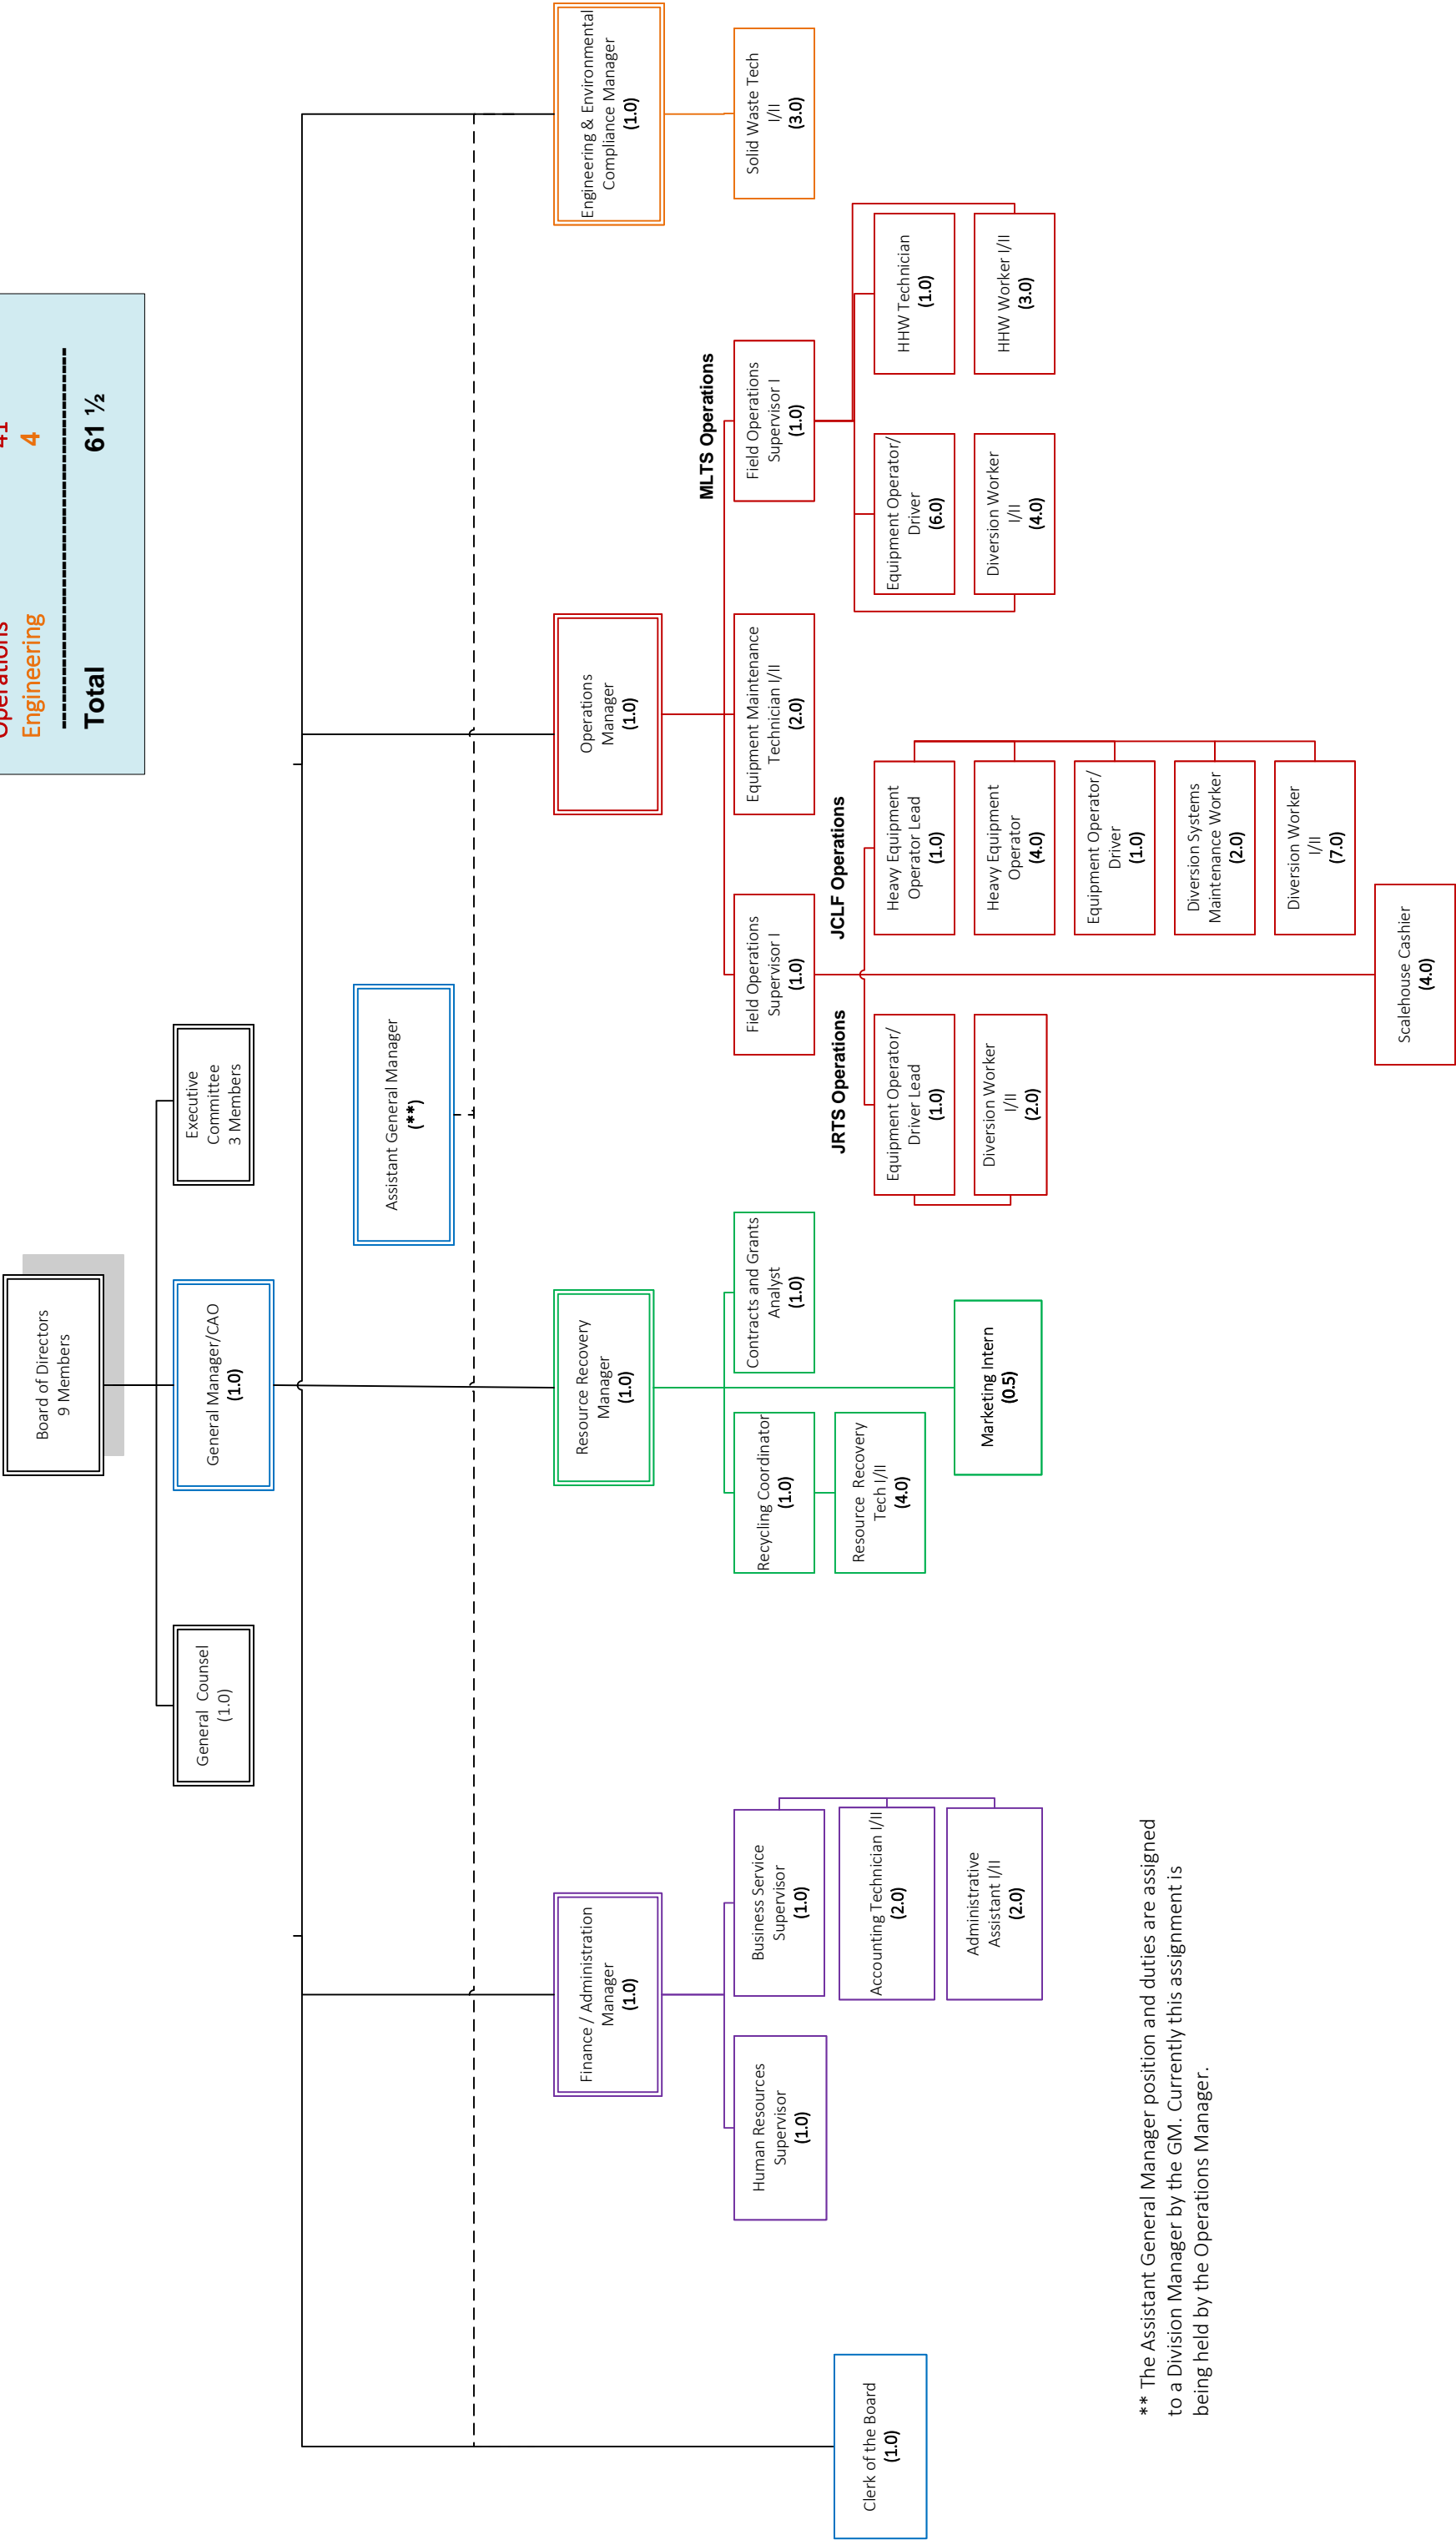 Operations 41
Engineering 4
--------------------------------------------
Total 61 ½
Board of Directors
9 Members
General Counsel
(1.0)
General Manager/CAO
(1.0)
Executive
Committee
3 Members
Assistant General Manager
(**)
Clerk of the Board
(1.0)
Finance / Administration
Manager
(1.0)
Human Resources
Supervisor
(1.0)
Business Service
Supervisor
(1.0)
Accounting Technician I/II
(2.0)
Administrative
Assistant I/II
(2.0)
Resource Recovery
Manager
(1.0)
Recycling Coordinator
(1.0)
Resource Recovery
Tech I/II
(4.0)
Contracts and Grants
Analyst
(1.0)
Marketing Intern
(0.5)
Operations
Manager
(1.0)
Field Operations
Supervisor I
(1.0)
JRTS Operations
Equipment Operator/
Driver Lead
(1.0)
Diversion Worker
I/II
(2.0)
JCLF Operations
Heavy Equipment
Operator Lead
(1.0)
Heavy Equipment
Operator
(4.0)
Equipment Operator/
Driver
(1.0)
Diversion Systems
Maintenance Worker
(2.0)
Diversion Worker
I/II
(7.0)
Scalehouse Cashier
(4.0)
Equipment Maintenance
Technician I/II
(2.0)
MLTS Operations
Field Operations
Supervisor I
(1.0)
Equipment Operator/
Driver
(6.0)
Diversion Worker
I/II
(4.0)
HHW Technician
(1.0)
HHW Worker I/II
(3.0)
Engineering & Environmental
Compliance Manager
(1.0)
Solid Waste Tech
I/II
(3.0)
** The Assistant General Manager position and duties are assigned
to a Division Manager by the GM. Currently this assignment is
being held by the Operations Manager.